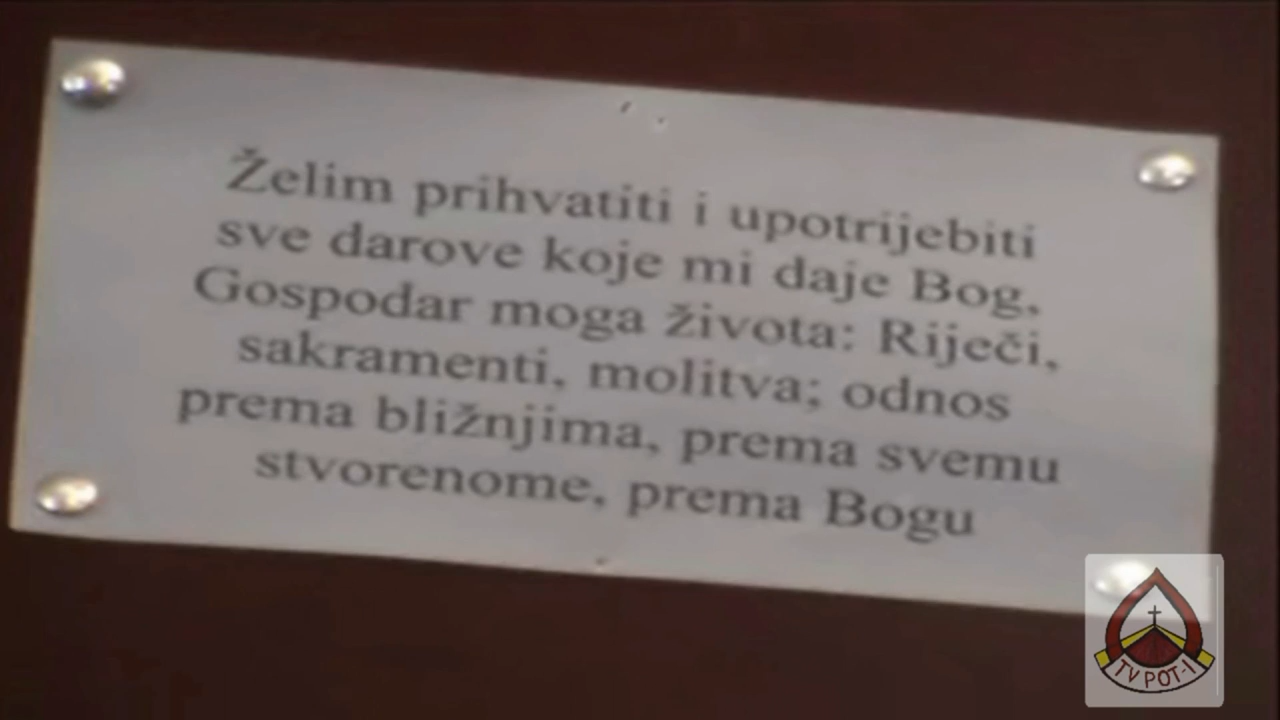 Želim prihvatiti i upotrijebiti
sve darove koje mi daje Bog,
Gospodar moga života: Riječi,
sakramenti, molitva; odnos
prema bližnjima, prema svemu
stvorenome, prema Bogu
TV POT-I